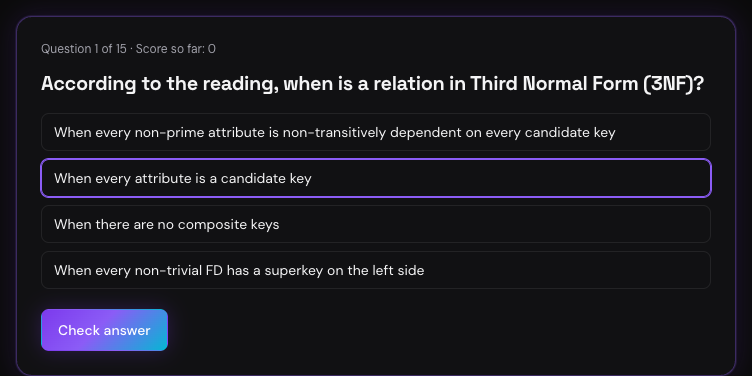 Question 1 of 15 · Score so far: 0
According to the reading, when is a relation in Third Normal Form (3NF)?
When every non-prime attribute is non-transitively dependent on every candidate key
When every attribute is a candidate key
When there are no composite keys
When every non-trivial FD has a superkey on the left side
Check answer